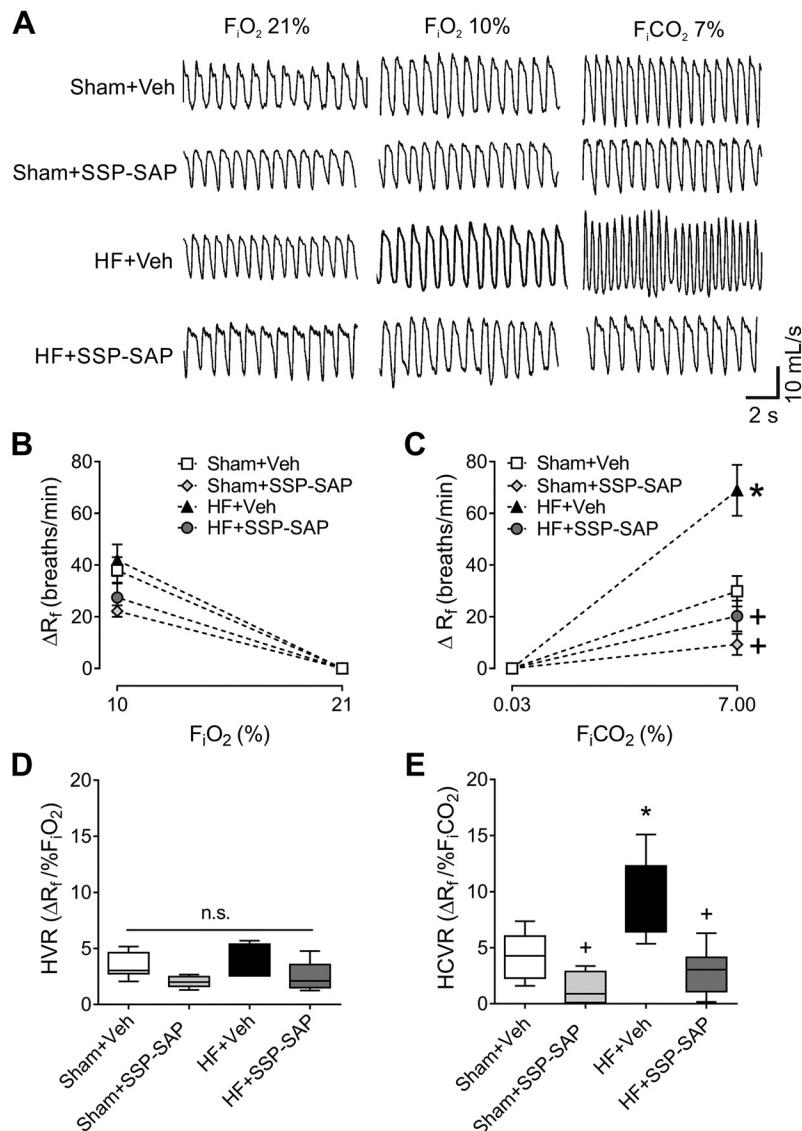 A
FᵢO₂ 21%
FᵢO₂ 10%
FᵢCO₂ 7%
Sham+Veh
Sham+SSP-SAP
HF+Veh
HF+SSP-SAP
10 mL/s
2 s
B
ΔR_f (breaths/min)
80
60
40
20
0
10
21
FᵢO₂ (%)
Sham+Veh
Sham+SSP-SAP
HF+Veh
HF+SSP-SAP
C
Δ R_f (breaths/min)
80
60
40
20
0
0.03
7.00
FᵢCO₂ (%)
Sham+Veh
Sham+SSP-SAP
HF+Veh
HF+SSP-SAP
*
+
+
D
HVR (ΔR_f /%FᵢO₂)
20
15
10
5
0
n.s.
Sham+Veh
Sham+SSP-SAP
HF+Veh
HF+SSP-SAP
E
HCVR (ΔR_f /%FᵢCO₂)
20
15
10
5
0
+
*
+
Sham+Veh
Sham+SSP-SAP
HF+Veh
HF+SSP-SAP